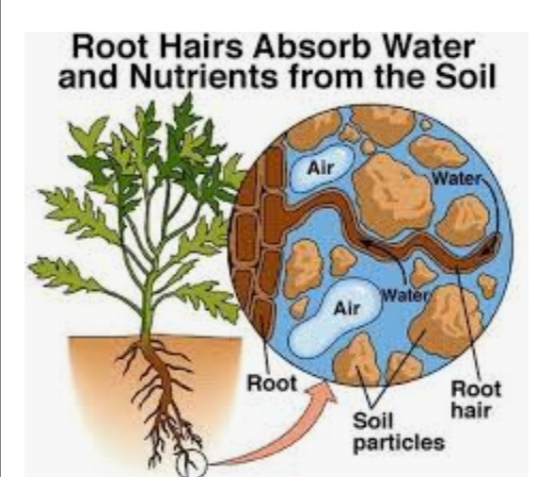 Root Hairs Absorb Water
and Nutrients from the Soil
Air
Water
Water
Air
Root
Root
hair
Soil
particles